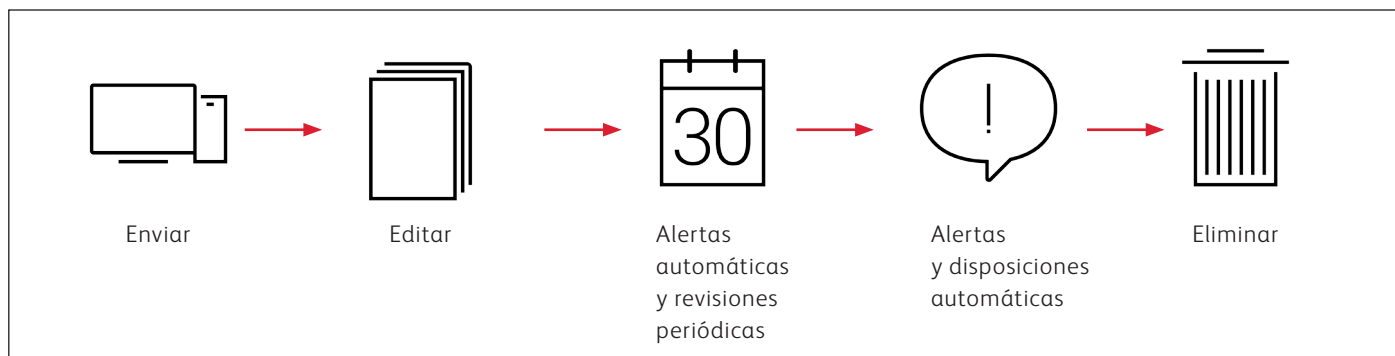 30
!
Enviar
Editar
Alertas
automáticas
y revisiones
periódicas
Alertas
y disposiciones
automáticas
Eliminar